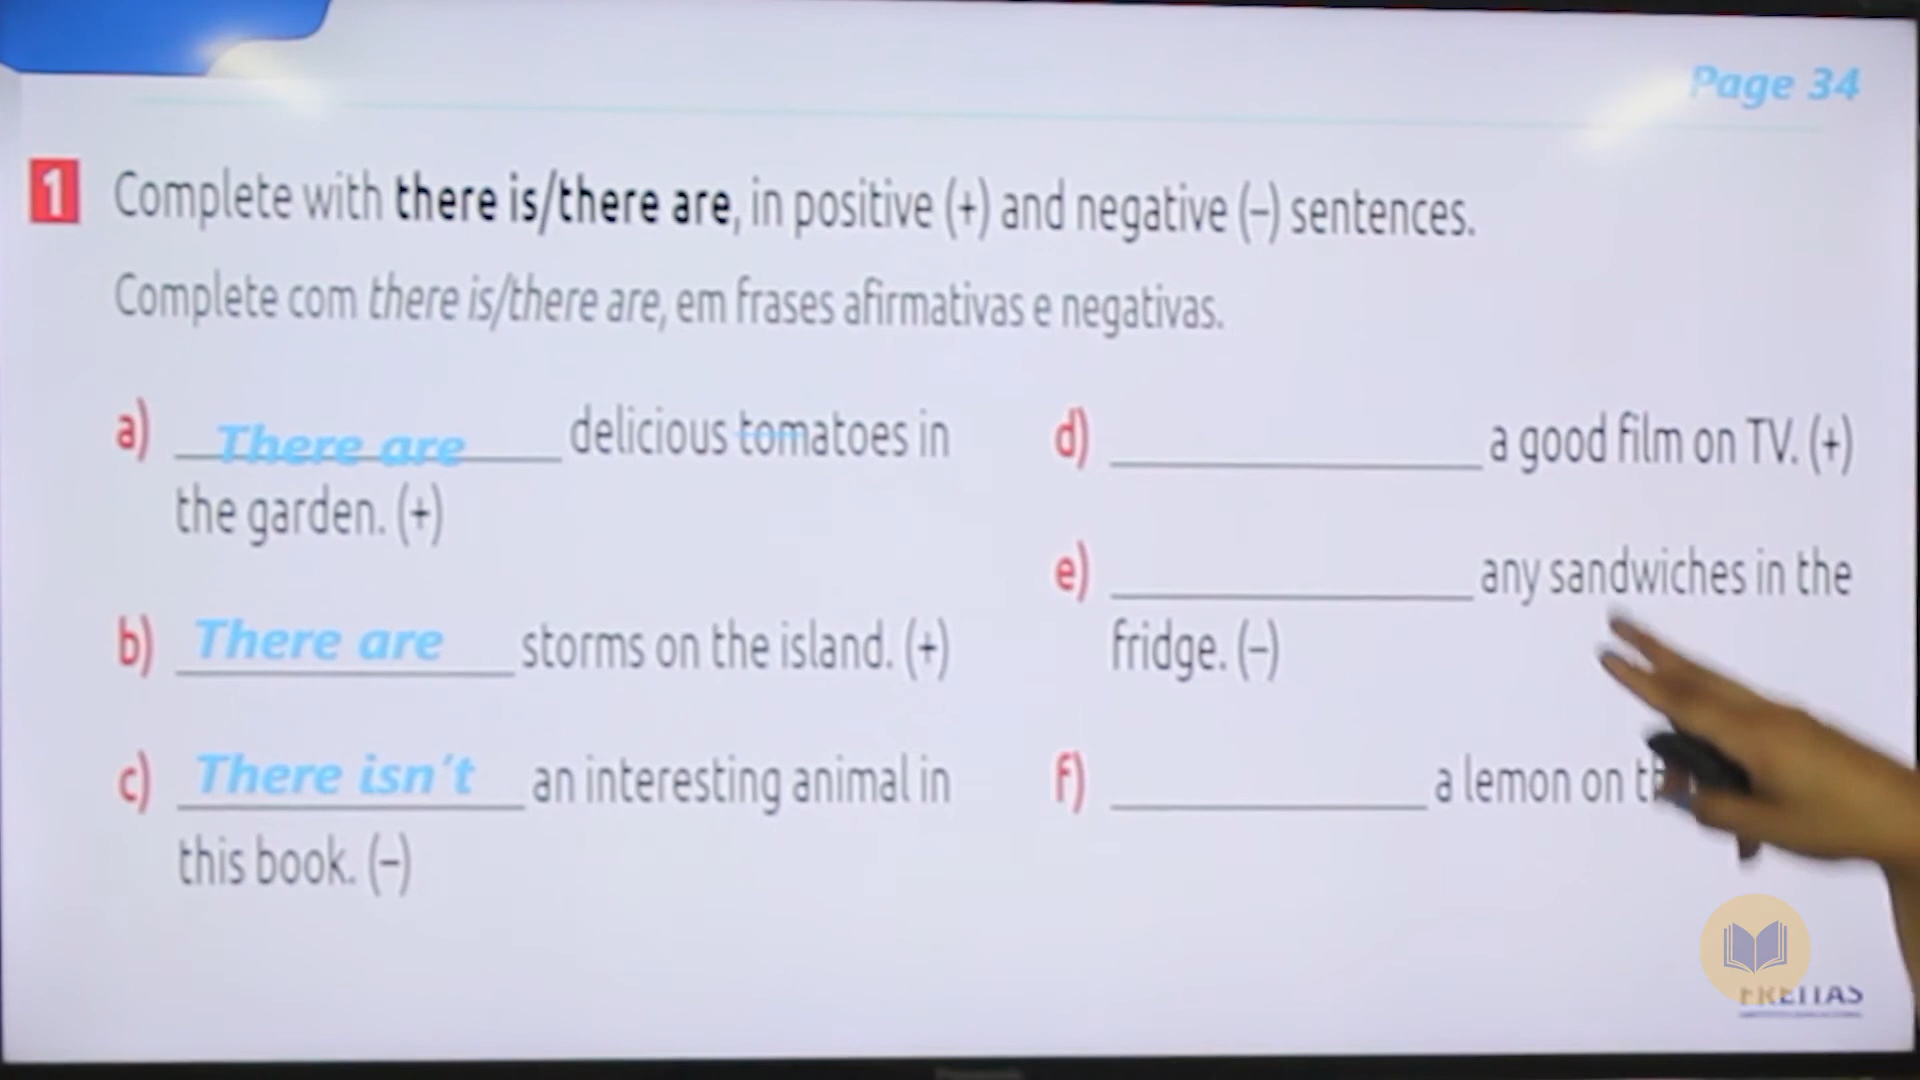 Page 34
1 Complete with there is/there are, in positive (+) and negative (–) sentences.
Complete com there is/there are, em frases afirmativas e negativas.
a) There are delicious tomatoes in
the garden. (+)
b) There are storms on the island. (+)
c) There isn't an interesting animal in
this book. (–)
d) ____________ a good film on TV. (+)
e) ____________ any sandwiches in the
fridge. (–)
f) ____________ a lemon on
FREITAS